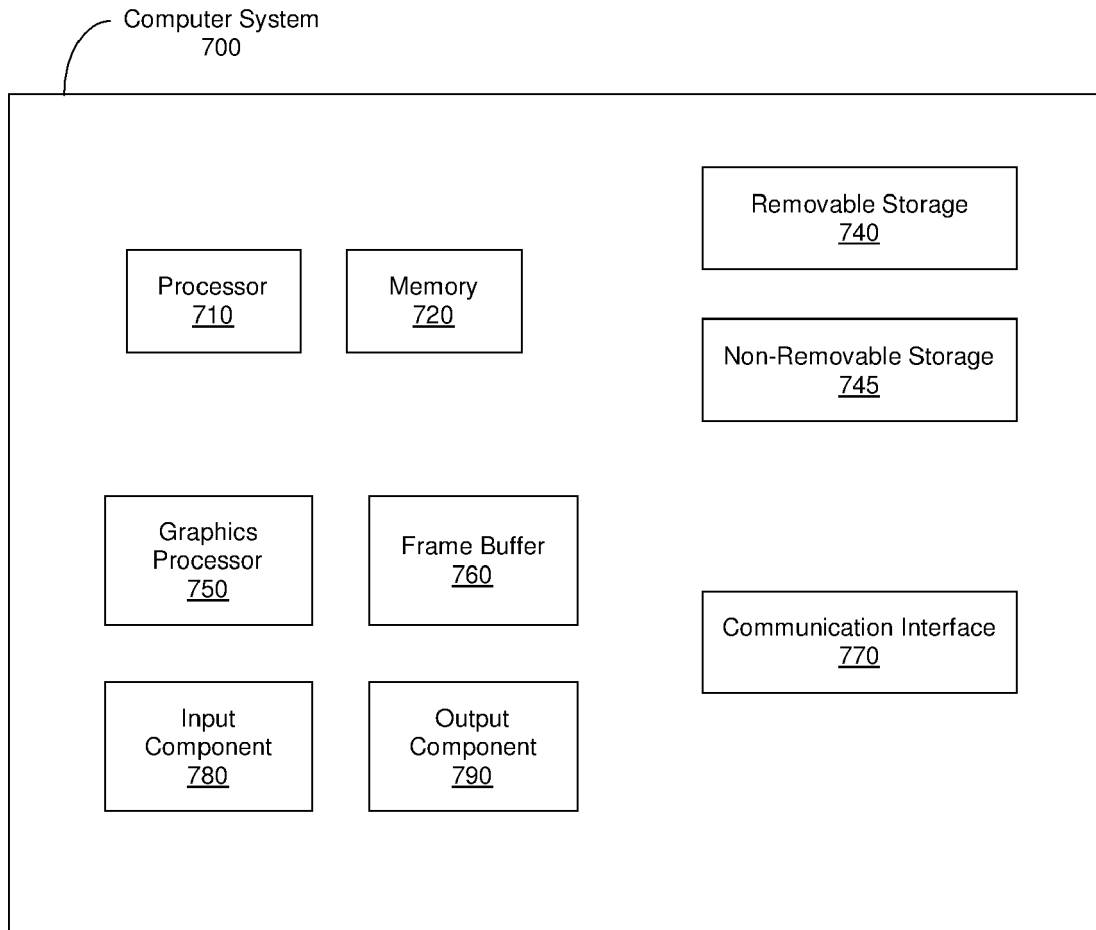 Computer System
700
Removable Storage
740
Processor
710
Memory
720
Non-Removable Storage
745
Graphics
Processor
750
Frame Buffer
760
Communication Interface
770
Input
Component
780
Output
Component
790